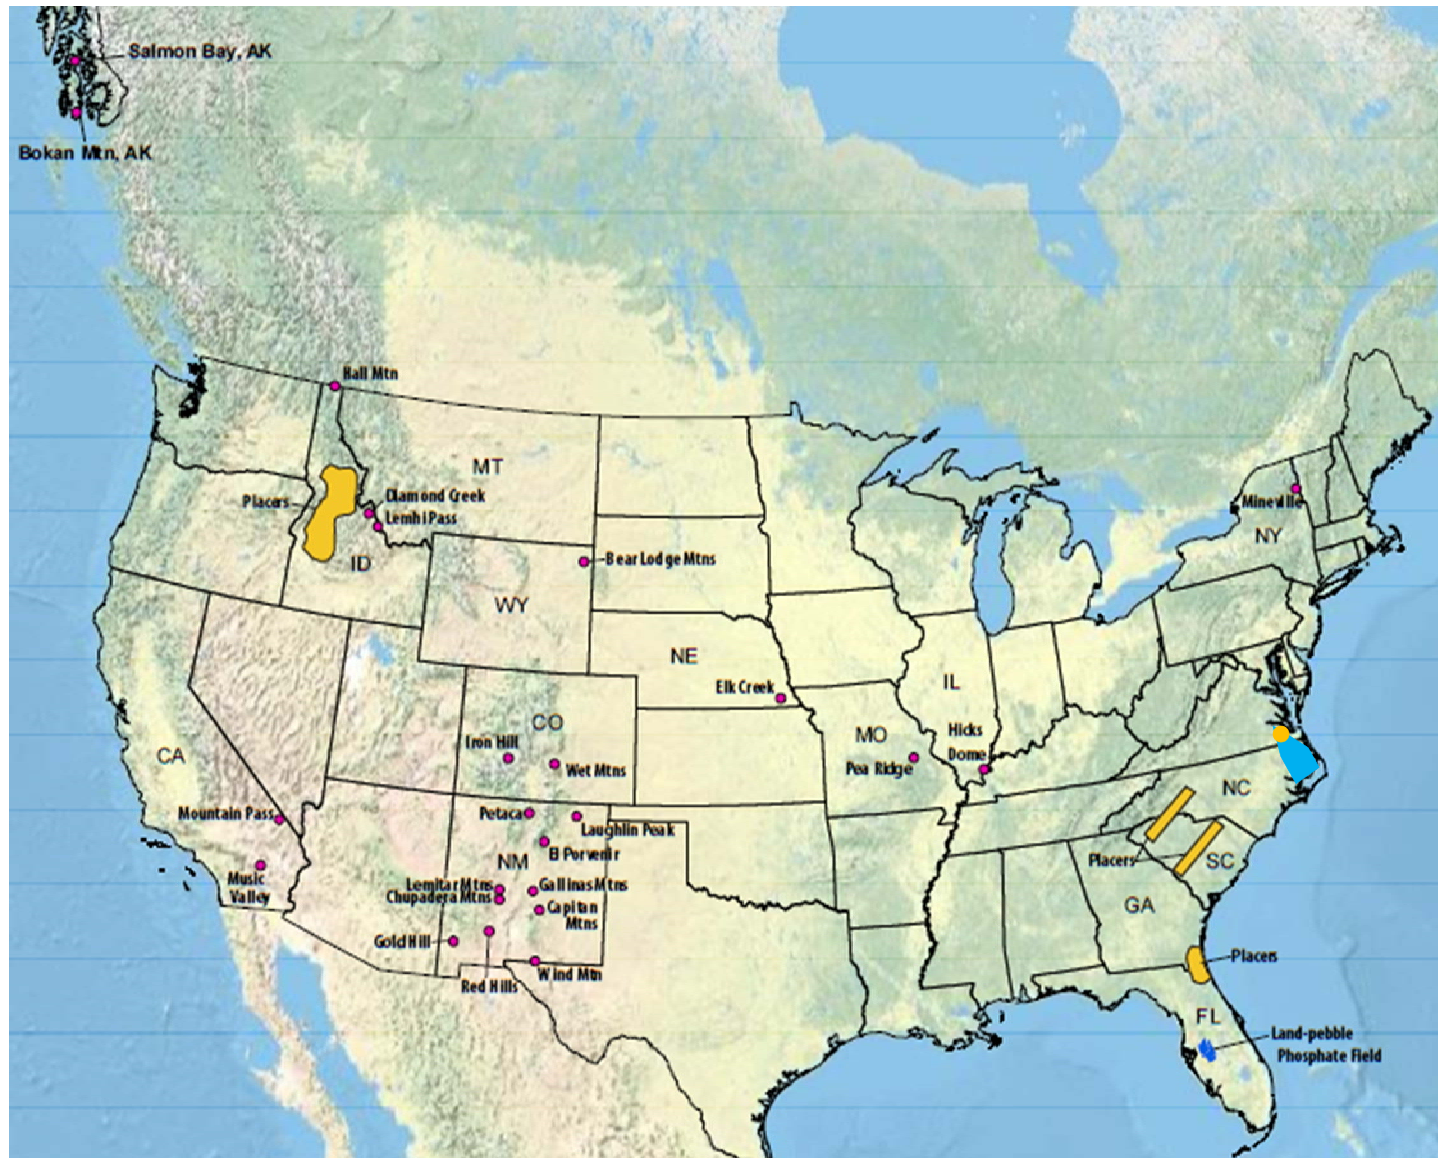 Salmon Bay, AK
Bokan Mtn, AK
Hall Mtn
MT
Placers
Diamond Creek
Lemhi Pass
ID
Bear Lodge Mtns
WY
Mineville
NY
NE
Elk Creek
IL
CO
Iron Hill
Wet Mtns
MO
Pea Ridge
Hicks
Dome
CA
NC
Mountain Pass
Petaca
Laughlin Peak
El Porvenir
NM
Placers
SC
Music
Valley
Lemitar Mtns
Chupadera Mtns
Gallinas Mtns
Capitan
Mtns
GA
Gold Hill
Red Hills
Wind Mtn
Placers
FL
Land-pebble
Phosphate Field